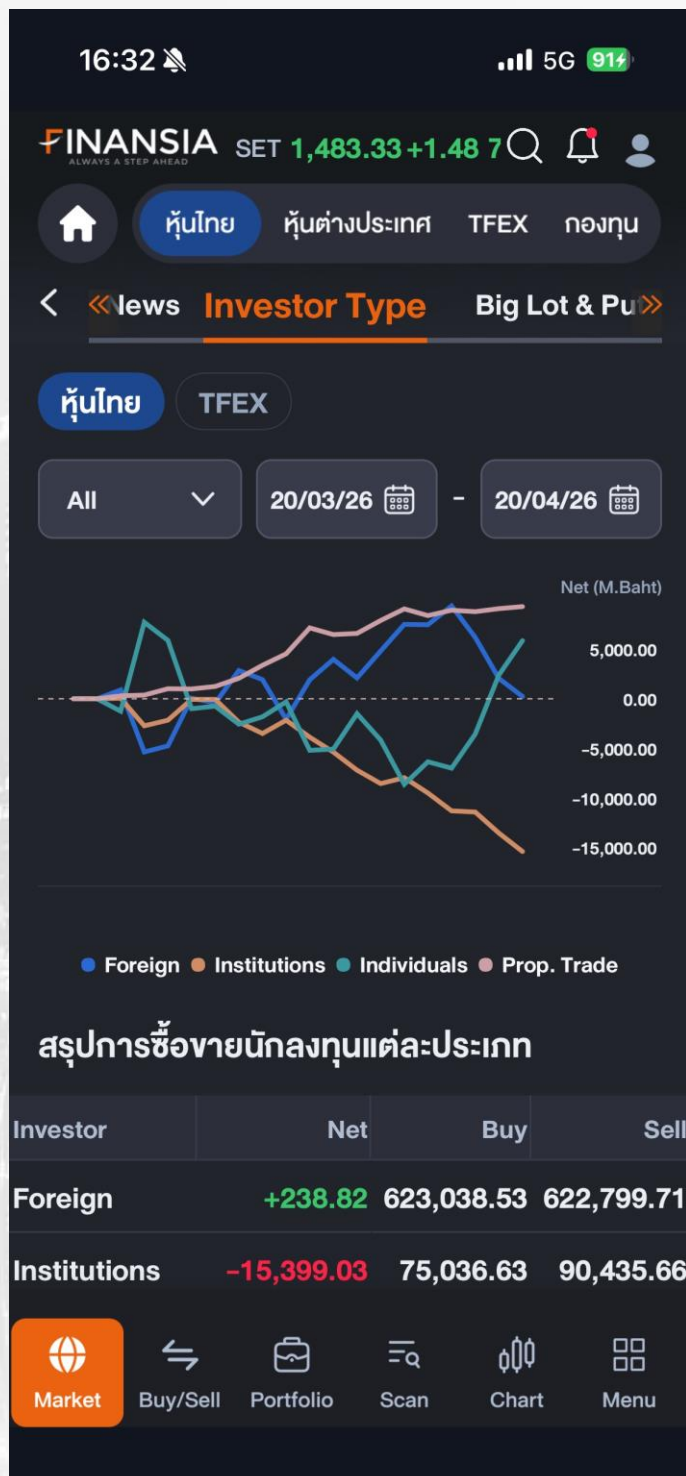 16:32 5G 91
FINANSIA SET 1,483.33 +1.48 7
ALWAYS A STEP AHEAD
หุ้นไทย หุ้นต่างประเทศ TFEX กองทุน
News Investor Type Big Lot & Pu
หุ้นไทย TFEX
All 20/03/26 - 20/04/26
Net (M.Baht)
5,000.00
0.00
-5,000.00
-10,000.00
-15,000.00
Foreign Institutions Individuals Prop. Trade
สรุปการซื้อขายนักลงทุนแต่ละประเภท
Investor Net Buy Sell
Foreign +238.82 623,038.53 622,799.71
Institutions -15,399.03 75,036.63 90,435.66
Market Buy/Sell Portfolio Scan Chart Menu